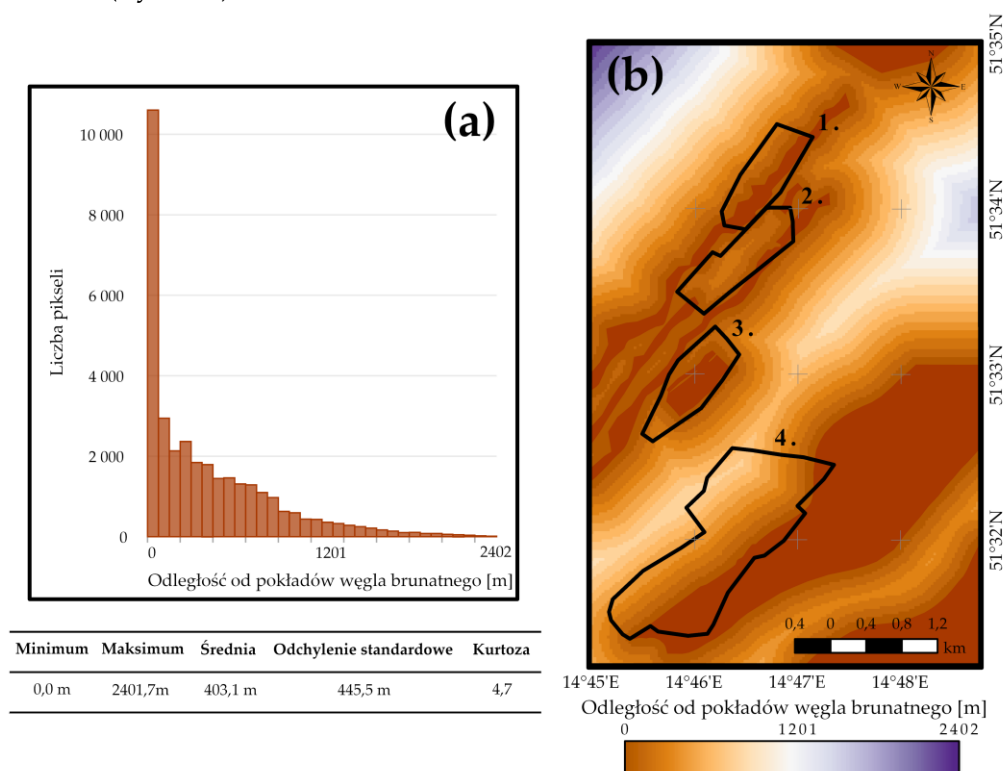 (a)
10 000
8 000
6 000
4 000
2 000
0
Liczba pikseli
0 1201 2402
Odległość od pokładów węgla brunatnego [m]
Minimum Maksimum Średnia Odchylenie standardowe Kurtoza
0,0 m 2401,7m 403,1 m 445,5 m 4,7
(b)
N
W E
S
1.
2.
3.
4.
51°35'N
51°34'N
51°33'N
51°32'N
0,4 0 0,4 0,8 1,2
km
14°45'E 14°46'E 14°47'E 14°48'E
Odległość od pokładów węgla brunatnego [m]
0 1201 2402